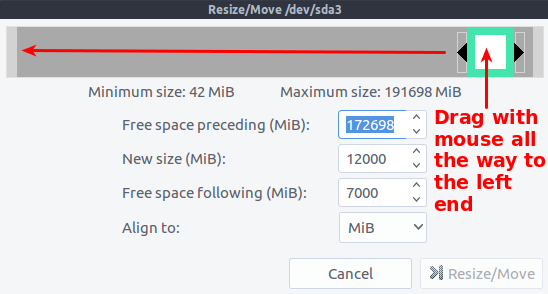 Resize/Move /dev/sda3
Minimum size: 42 MiB Maximum size: 191698 MiB
Free space preceding (MiB): 172698
New size (MiB): 12000
Free space following (MiB): 7000
Align to: MiB
Drag with
mouse all
the way to
the left
end
Cancel Resize/Move